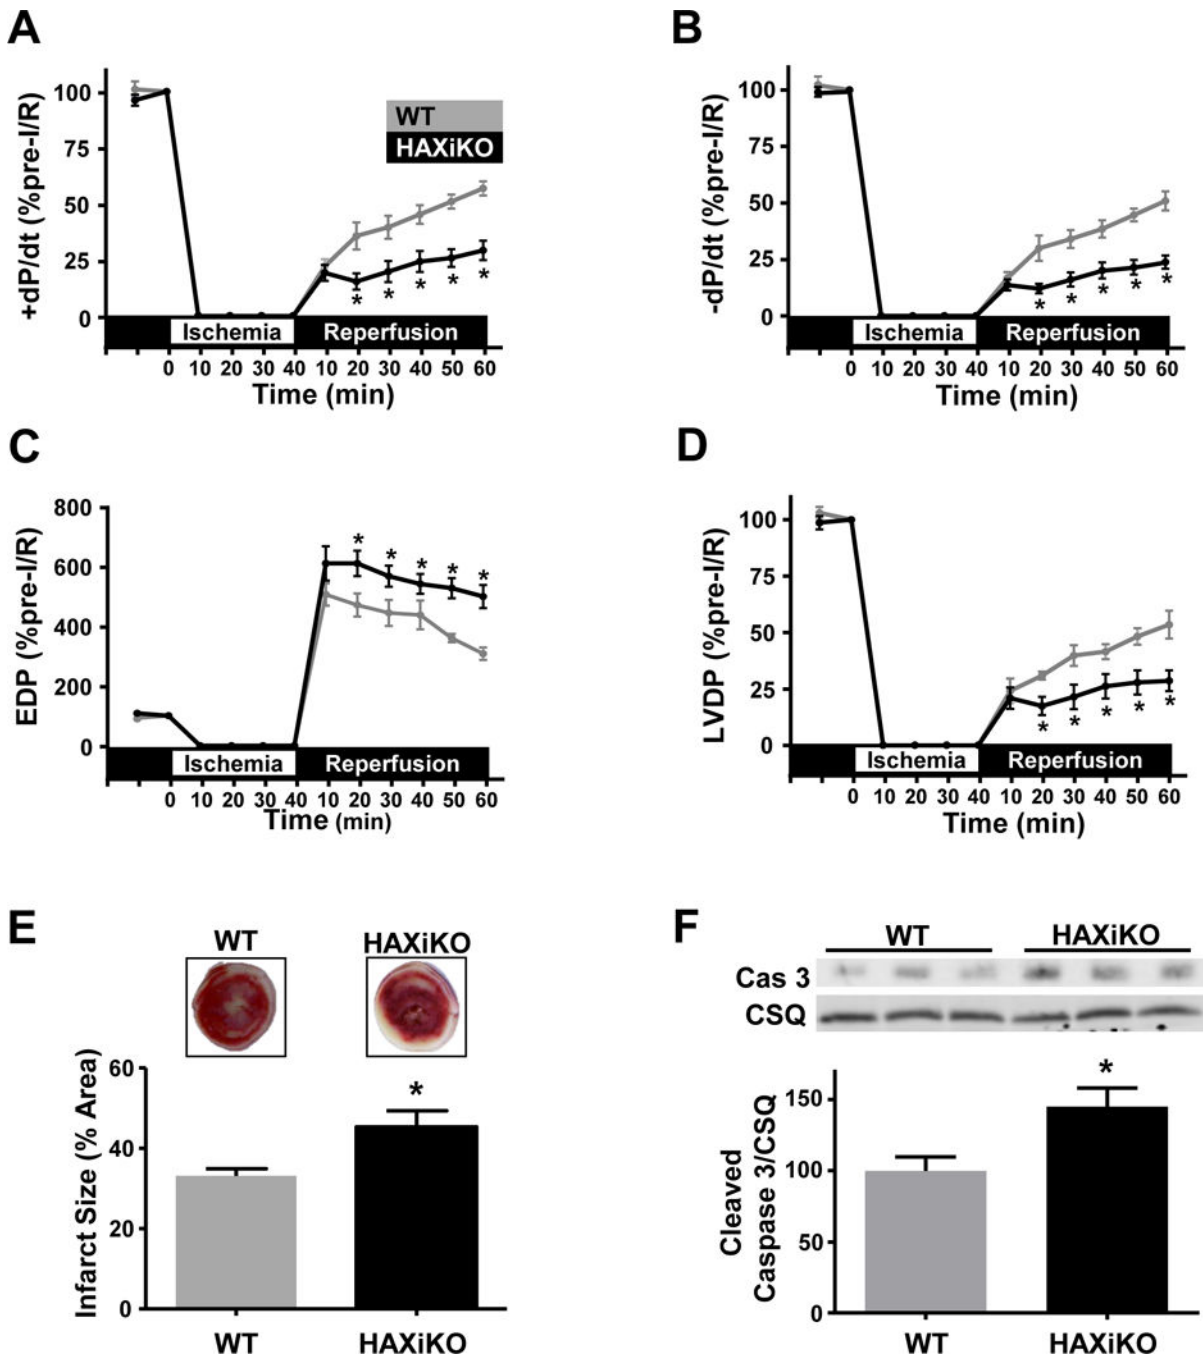 A
+dP/dt (%pre-I/R)
100
75
50
25
0
WT
HAXiKO
* * * * *
Ischemia Reperfusion
0 10 20 30 40 10 20 30 40 50 60
Time (min)
B
-dP/dt (%pre-I/R)
100
75
50
25
0
* * * * *
Ischemia Reperfusion
0 10 20 30 40 10 20 30 40 50 60
Time (min)
C
EDP (%pre-I/R)
800
600
400
200
0
* * * * *
Ischemia Reperfusion
0 10 20 30 40 10 20 30 40 50 60
Time (min)
D
LVDP (%pre-I/R)
100
75
50
25
0
* * * * *
Ischemia Reperfusion
0 10 20 30 40 10 20 30 40 50 60
Time (min)
E
WT HAXiKO
Infarct Size (% Area)
60
40
20
0
*
WT HAXiKO
F
WT HAXiKO
Cas 3
CSQ
Cleaved
Caspase 3/CSQ
150
100
50
0
*
WT HAXiKO